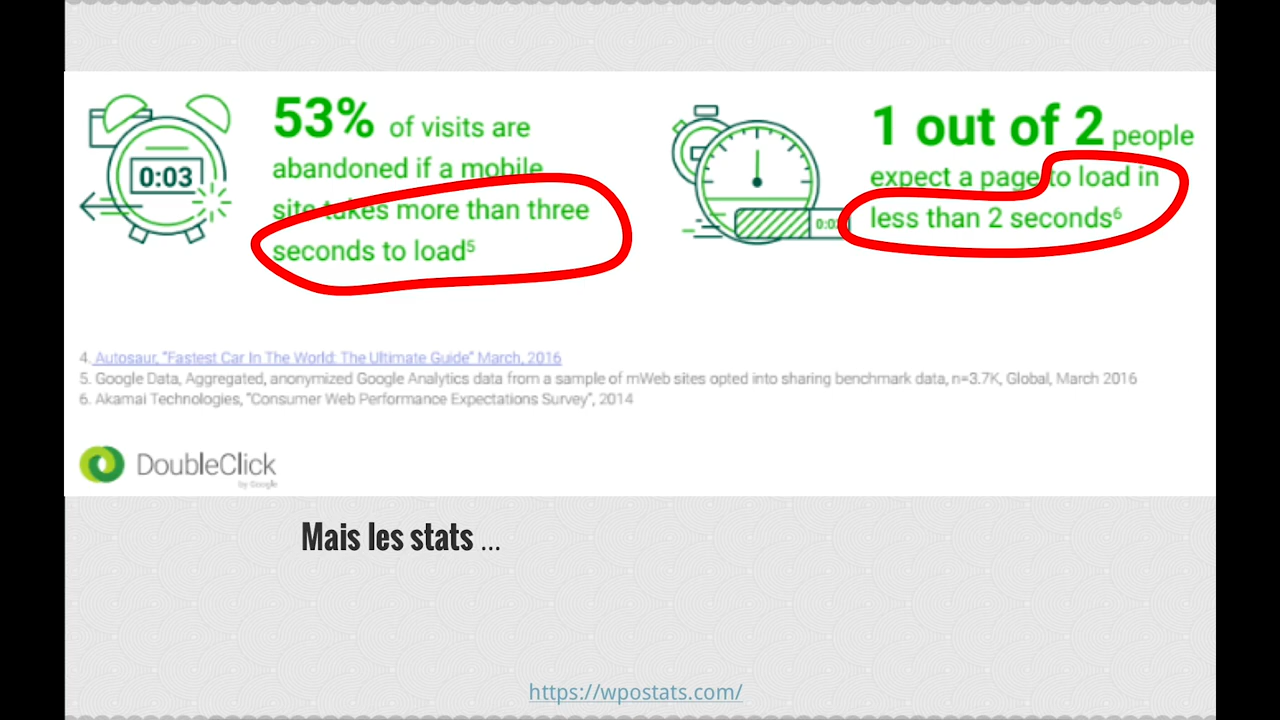 0:03
53% of visits are
abandoned if a mobile
site takes more than three
seconds to load5
1 out of 2 people
expect a page to load in
less than 2 seconds6
4. Autosaur, "Fastest Car In The World: The Ultimate Guide" March, 2016
5. Google Data, Aggregated, anonymized Google Analytics data from a sample of mWeb sites opted into sharing benchmark data, n=3.7K, Global, March 2016
6. Akamai Technologies, "Consumer Web Performance Expectations Survey", 2014
DoubleClick
by Google
Mais les stats ...
https://wpostats.com/